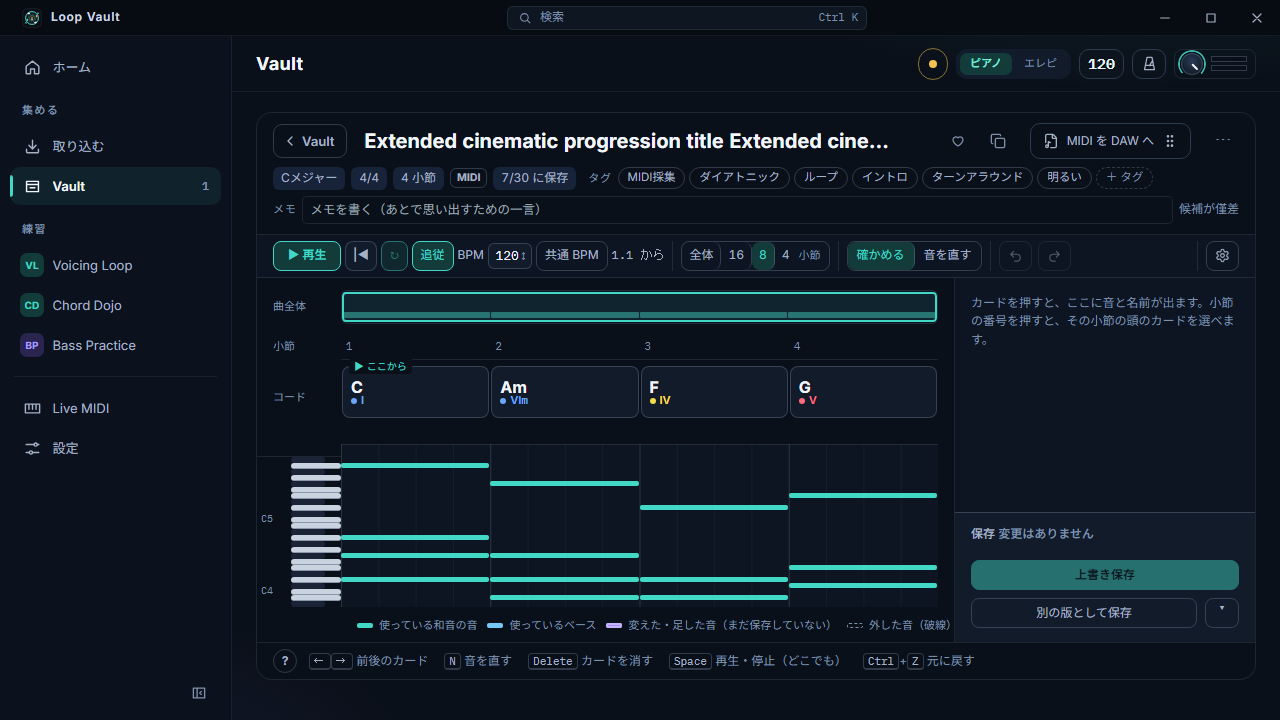 Loop Vault
検索
Ctrl K
ホーム
集める
取り込む
Vault
1
練習
VL Voicing Loop
CD Chord Dojo
BP Bass Practice
Live MIDI
設定
Vault
ピアノ エレピ 120
Vault
Extended cinematic progression title Extended cine…
MIDI を DAW へ
Cメジャー 4/4 4 小節 MIDI 7/30 に保存 タグ MIDI採集 ダイアトニック ループ イントロ ターンアラウンド 明るい ＋ タグ
メモ メモを書く（あとで思い出すための一言） 候補が僅差
▶ 再生 追従 BPM 120 共通 BPM 1.1 から 全体 16 8 4 小節 確かめる 音を直す
曲全体
小節 1 2 3 4
▶ ここから
コード
C Am F G
I VIm IV V
C5
C4
使っている和音の音 使っているベース 変えた・足した音（まだ保存していない） 外した音（破線）
カードを押すと、ここに音と名前が出ます。小節
の番号を押すと、その小節の頭のカードを選べま
す。
保存 変更はありません
上書き保存
別の版として保存
? ← → 前後のカード N 音を直す Delete カードを消す Space 再生・停止（どこでも） Ctrl+Z 元に戻す